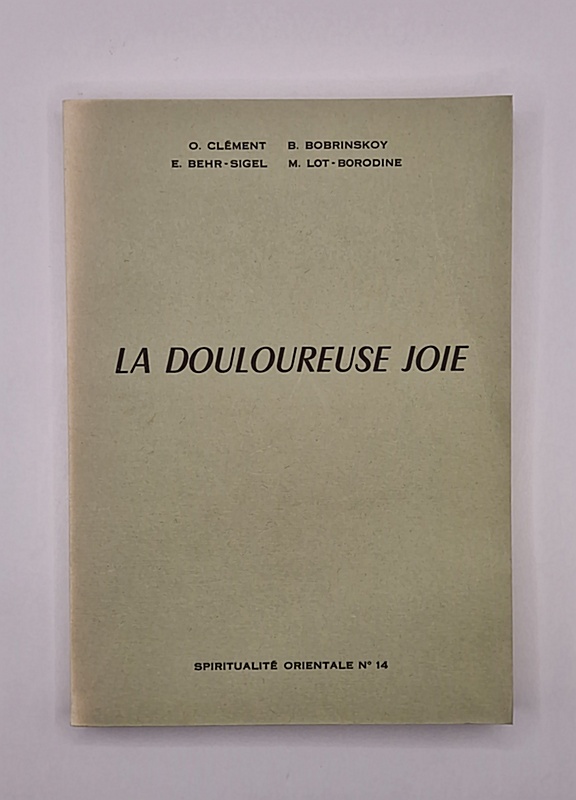 O. CLÉMENT B. BOBRINSKOY
E. BEHR-SIGEL M. LOT-BORODINE
LA DOULOUREUSE JOIE
SPIRITUALITÉ ORIENTALE N° 14